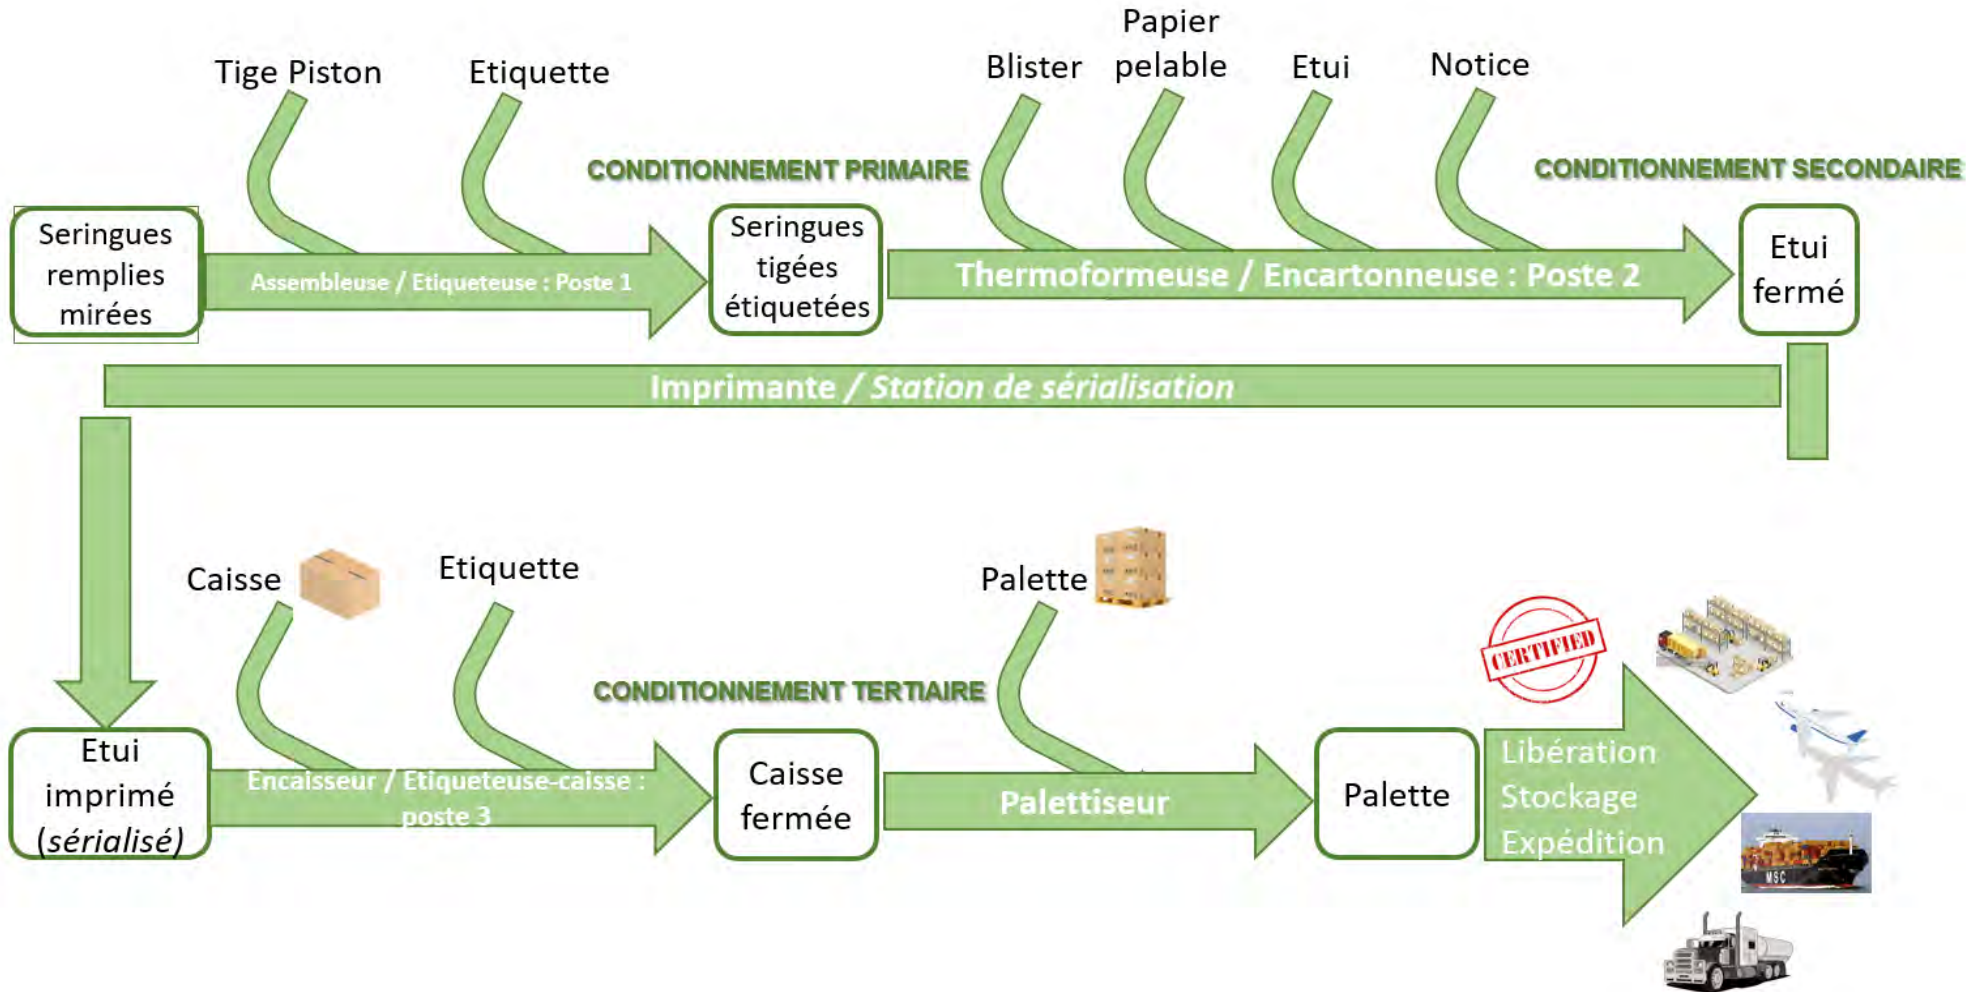 Tige Piston
Etiquette
Blister
Papier
pelable
Etui
Notice
CONDITIONNEMENT PRIMAIRE
CONDITIONNEMENT SECONDAIRE
Seringues
remplies
mirées
Assembleuse / Etiqueteuse : Poste 1
Seringues
tigées
étiquetées
Thermoformeuse / Encartonneuse : Poste 2
Etui
fermé
Imprimante / Station de sérialisation
Caisse
Etiquette
Palette
CERTIFIED
CONDITIONNEMENT TERTIAIRE
Etui
imprimé
(sérialisé)
Encaisseur / Etiqueteuse-caisse :
poste 3
Caisse
fermée
Palettiseur
Palette
Libération
Stockage
Expédition
MSC